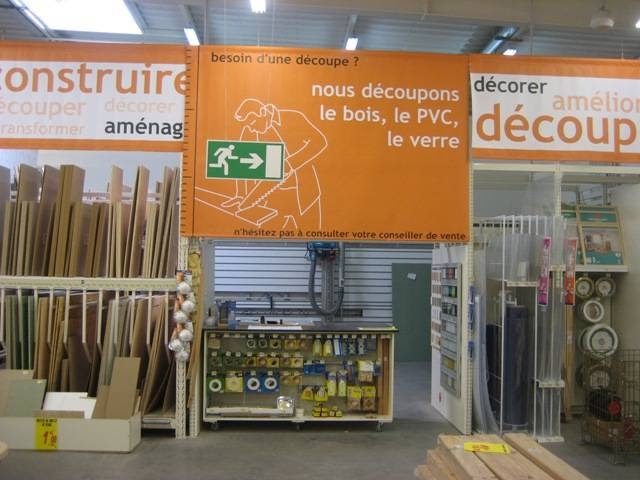 construire
découper décorer
transformer aménag
besoin d'une découpe ?
nous découpons
le bois, le PVC,
le verre
n'hésitez pas à consulter votre conseiller de vente
décorer
amélior
découp